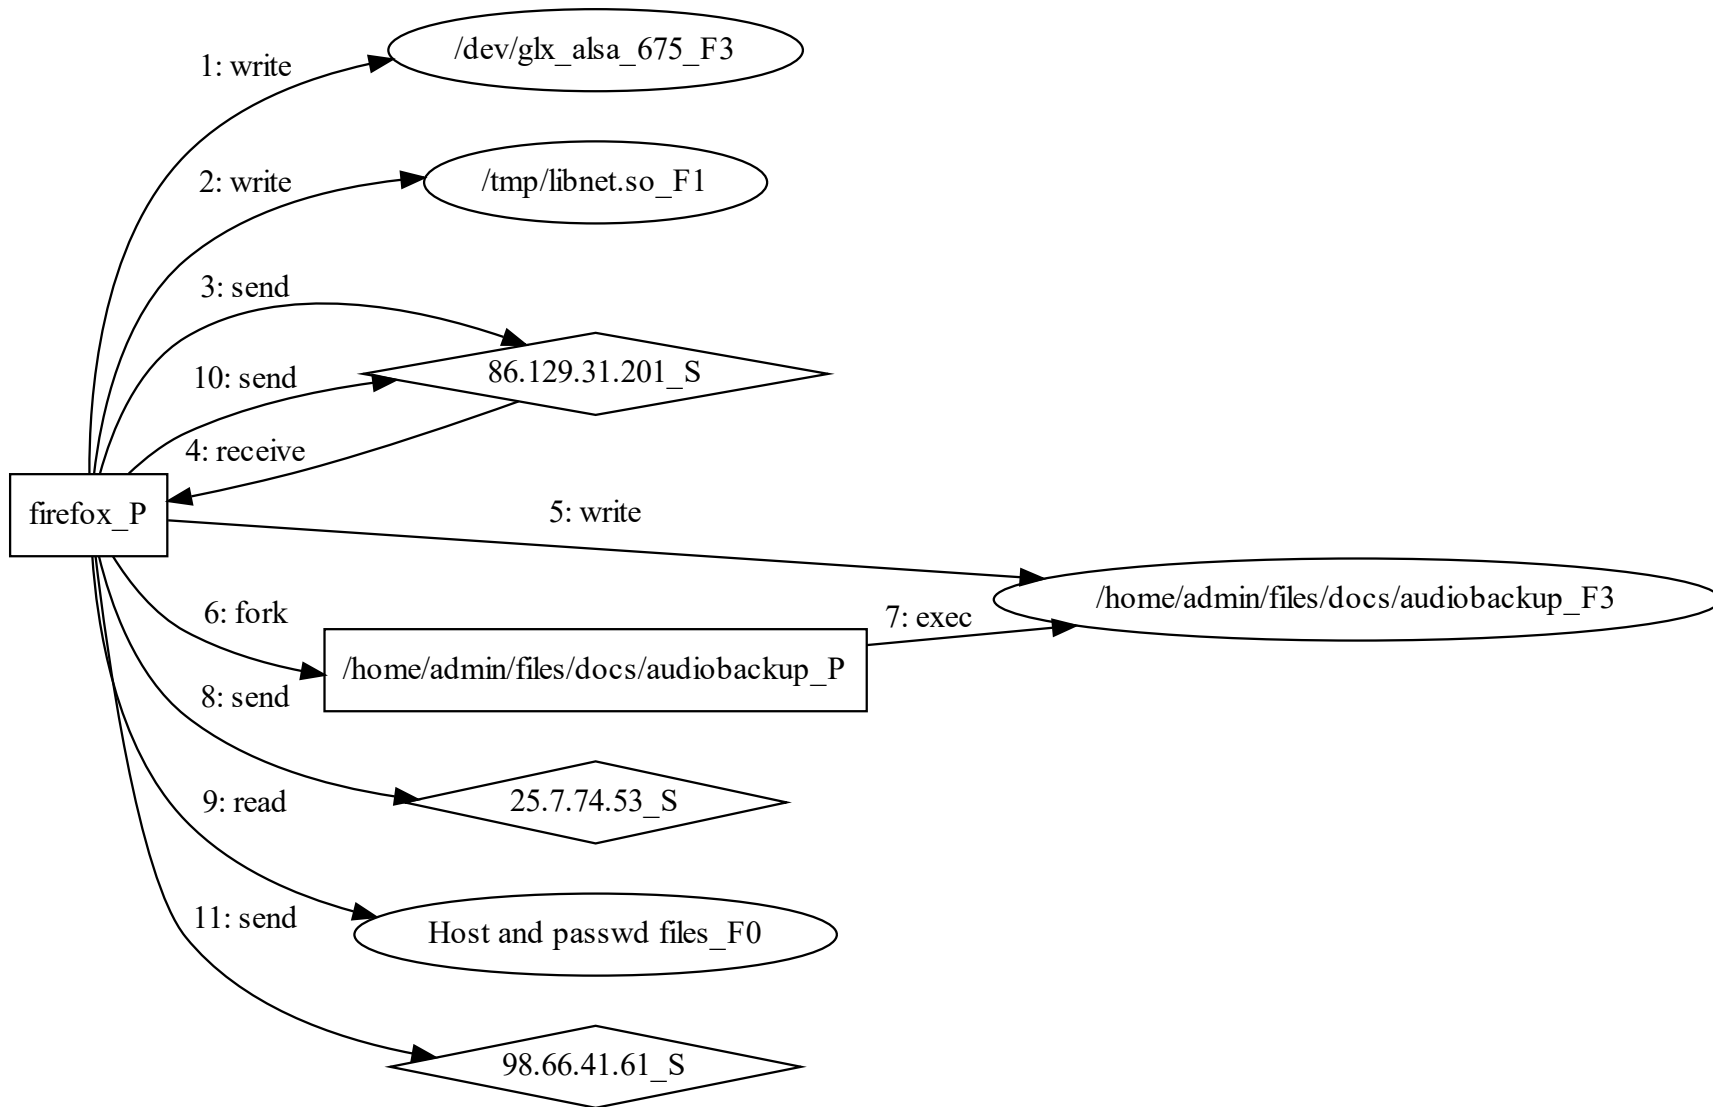 /dev/glx_alsa_675_F3
1: write
/tmp/libnet.so_F1
2: write
3: send
86.129.31.201_S
10: send
4: receive
firefox_P
5: write
/home/admin/files/docs/audiobackup_F3
6: fork
7: exec
/home/admin/files/docs/audiobackup_P
8: send
25.7.74.53_S
9: read
Host and passwd files_F0
11: send
98.66.41.61_S